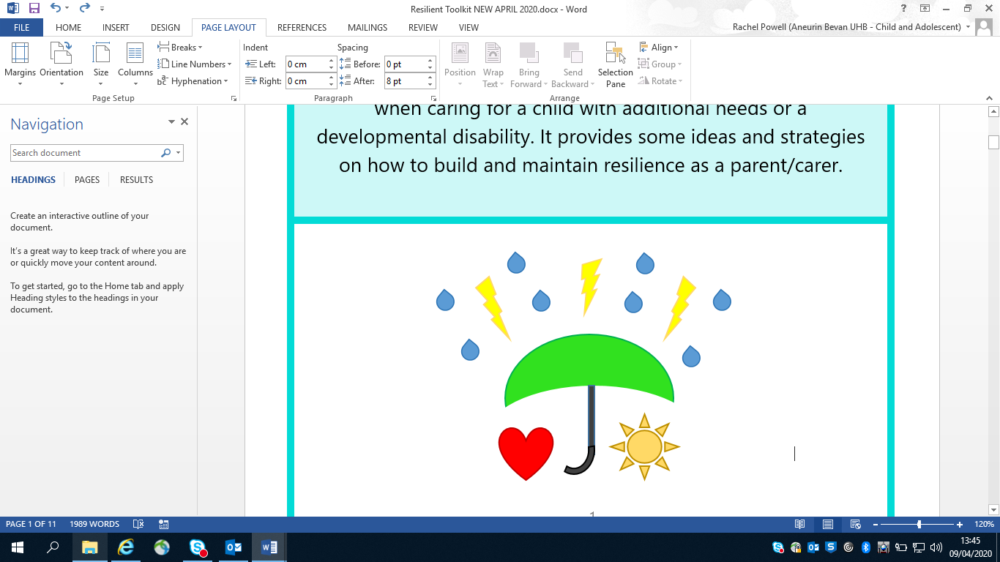 Resilient Toolkit NEW APRIL 2020.docx - Word
?
FILE HOME INSERT DESIGN PAGE LAYOUT REFERENCES MAILINGS REVIEW VIEW
Rachel Powell (Aneurin Bevan UHB - Child and Adolescent)
Margins
Orientation
Size
Columns
Breaks
Line Numbers
Hyphenation
Page Setup
Indent
Left: 0 cm
Right: 0 cm
Spacing
Before: 0 pt
After: 8 pt
Paragraph
Position
Wrap
Text
Bring
Forward
Send
Backward
Selection
Pane
Align
Group
Rotate
Arrange
Navigation
Search document
HEADINGS PAGES RESULTS
Create an interactive outline of your
document.
It's a great way to keep track of where you are
or quickly move your content around.
To get started, go to the Home tab and apply
Heading styles to the headings in your
document.
when caring for a child with additional needs or a
developmental disability. It provides some ideas and strategies
on how to build and maintain resilience as a parent/carer.
1
PAGE 1 OF 11 1989 WORDS
120%
13:45
09/04/2020